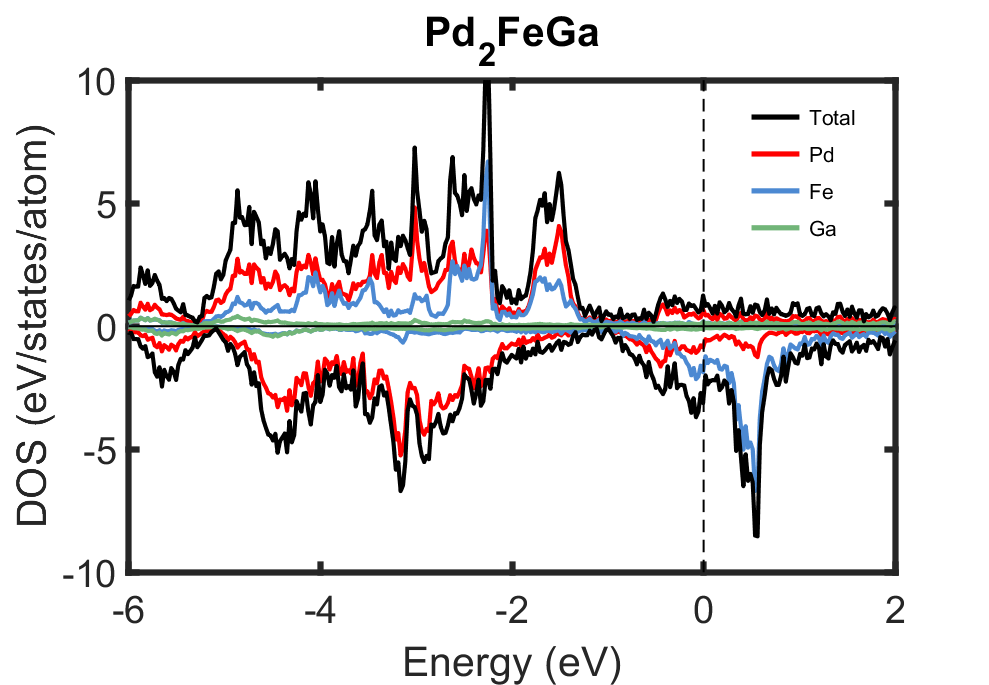 Pd₂FeGa
DOS (eV/states/atom)
10
5
0
-5
-10
Total
Pd
Fe
Ga
-6 -4 -2 0 2
Energy (eV)